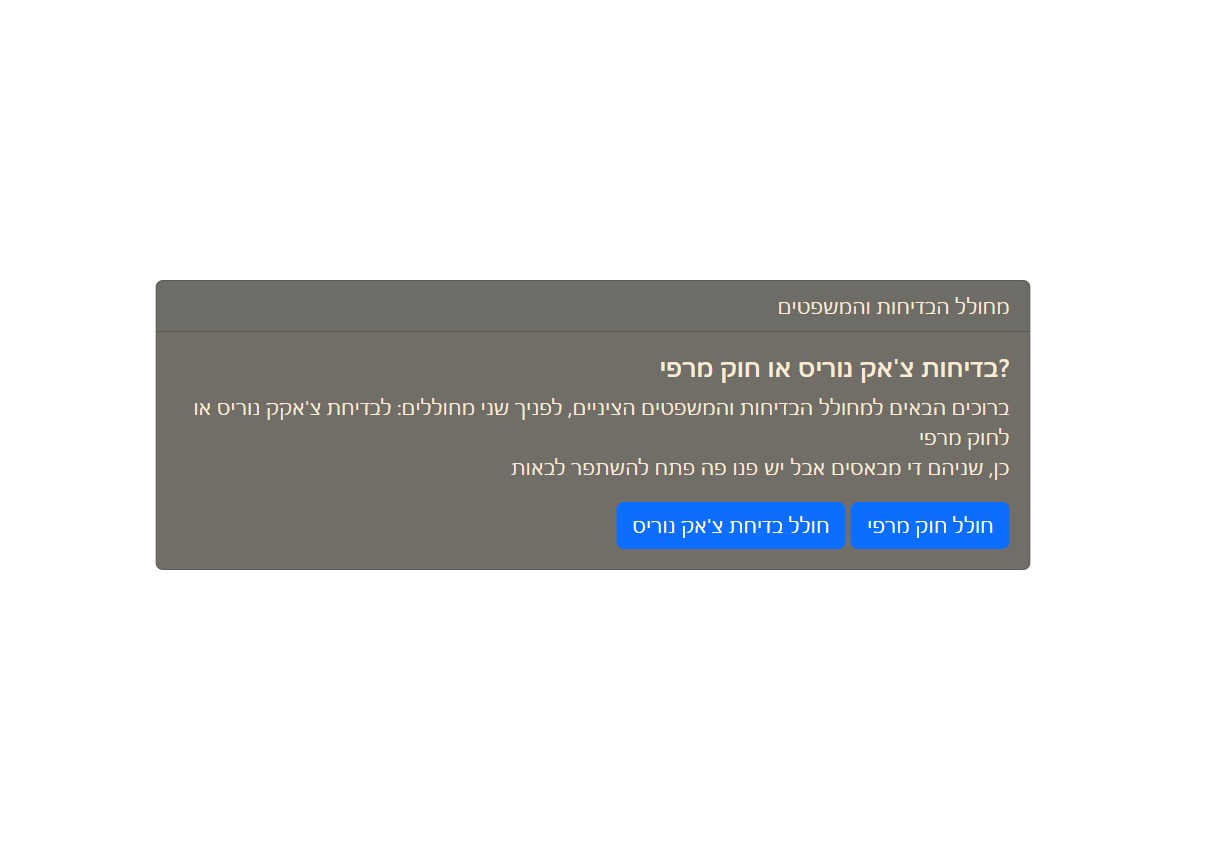 מחולל הבדיחות והמשפטים
?בדיחות צ'אק נוריס או חוק מרפי
ברוכים הבאים למחולל הבדיחות והמשפטים הציניים, לפניך שני מחוללים: לבדיחת צ'אקק נוריס או
לחוק מרפי
כן, שניהם די מבאסים אבל יש פנו פה פתח להשתפר לבאות
חולל חוק מרפי
חולל בדיחת צ'אק נוריס